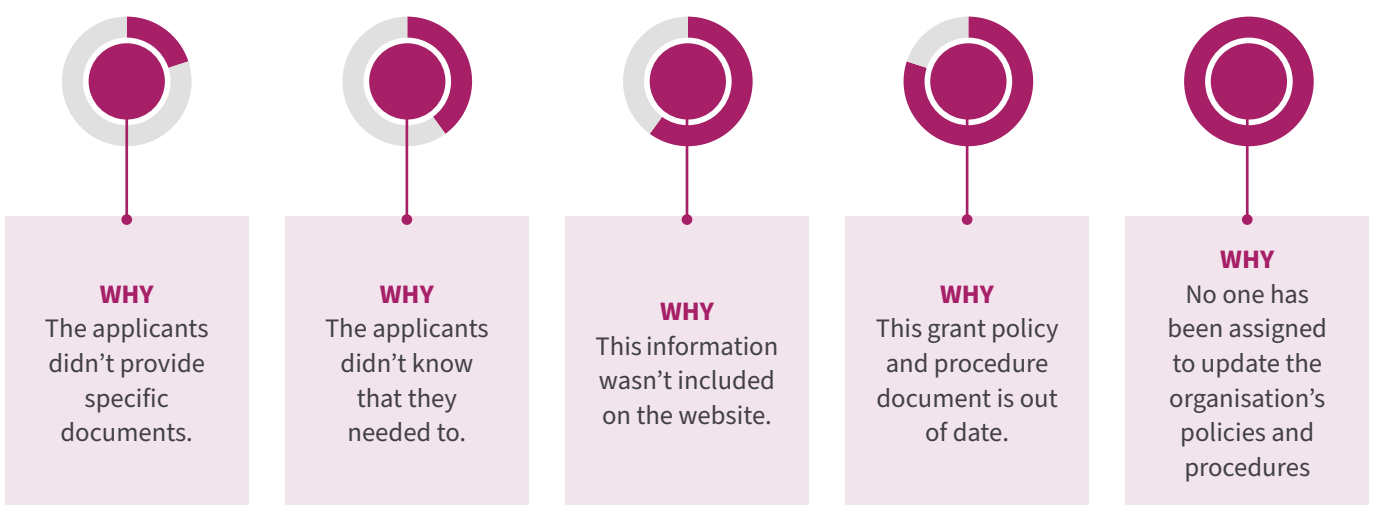 WHY
The applicants
didn’t provide
specific
documents.
WHY
The applicants
didn’t know
that they
needed to.
WHY
This information
wasn’t included
on the website.
WHY
This grant policy
and procedure
document is out
of date.
WHY
No one has
been assigned
to update the
organisation’s
policies and
procedures